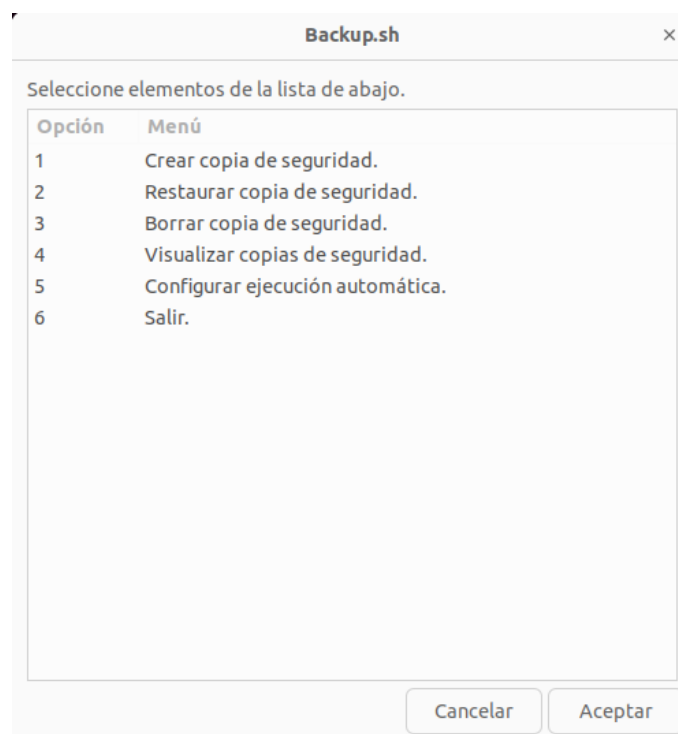 Backup.sh ×
Seleccione elementos de la lista de abajo.
Opción Menú
1 Crear copia de seguridad.
2 Restaurar copia de seguridad.
3 Borrar copia de seguridad.
4 Visualizar copias de seguridad.
5 Configurar ejecución automática.
6 Salir.
Cancelar Aceptar